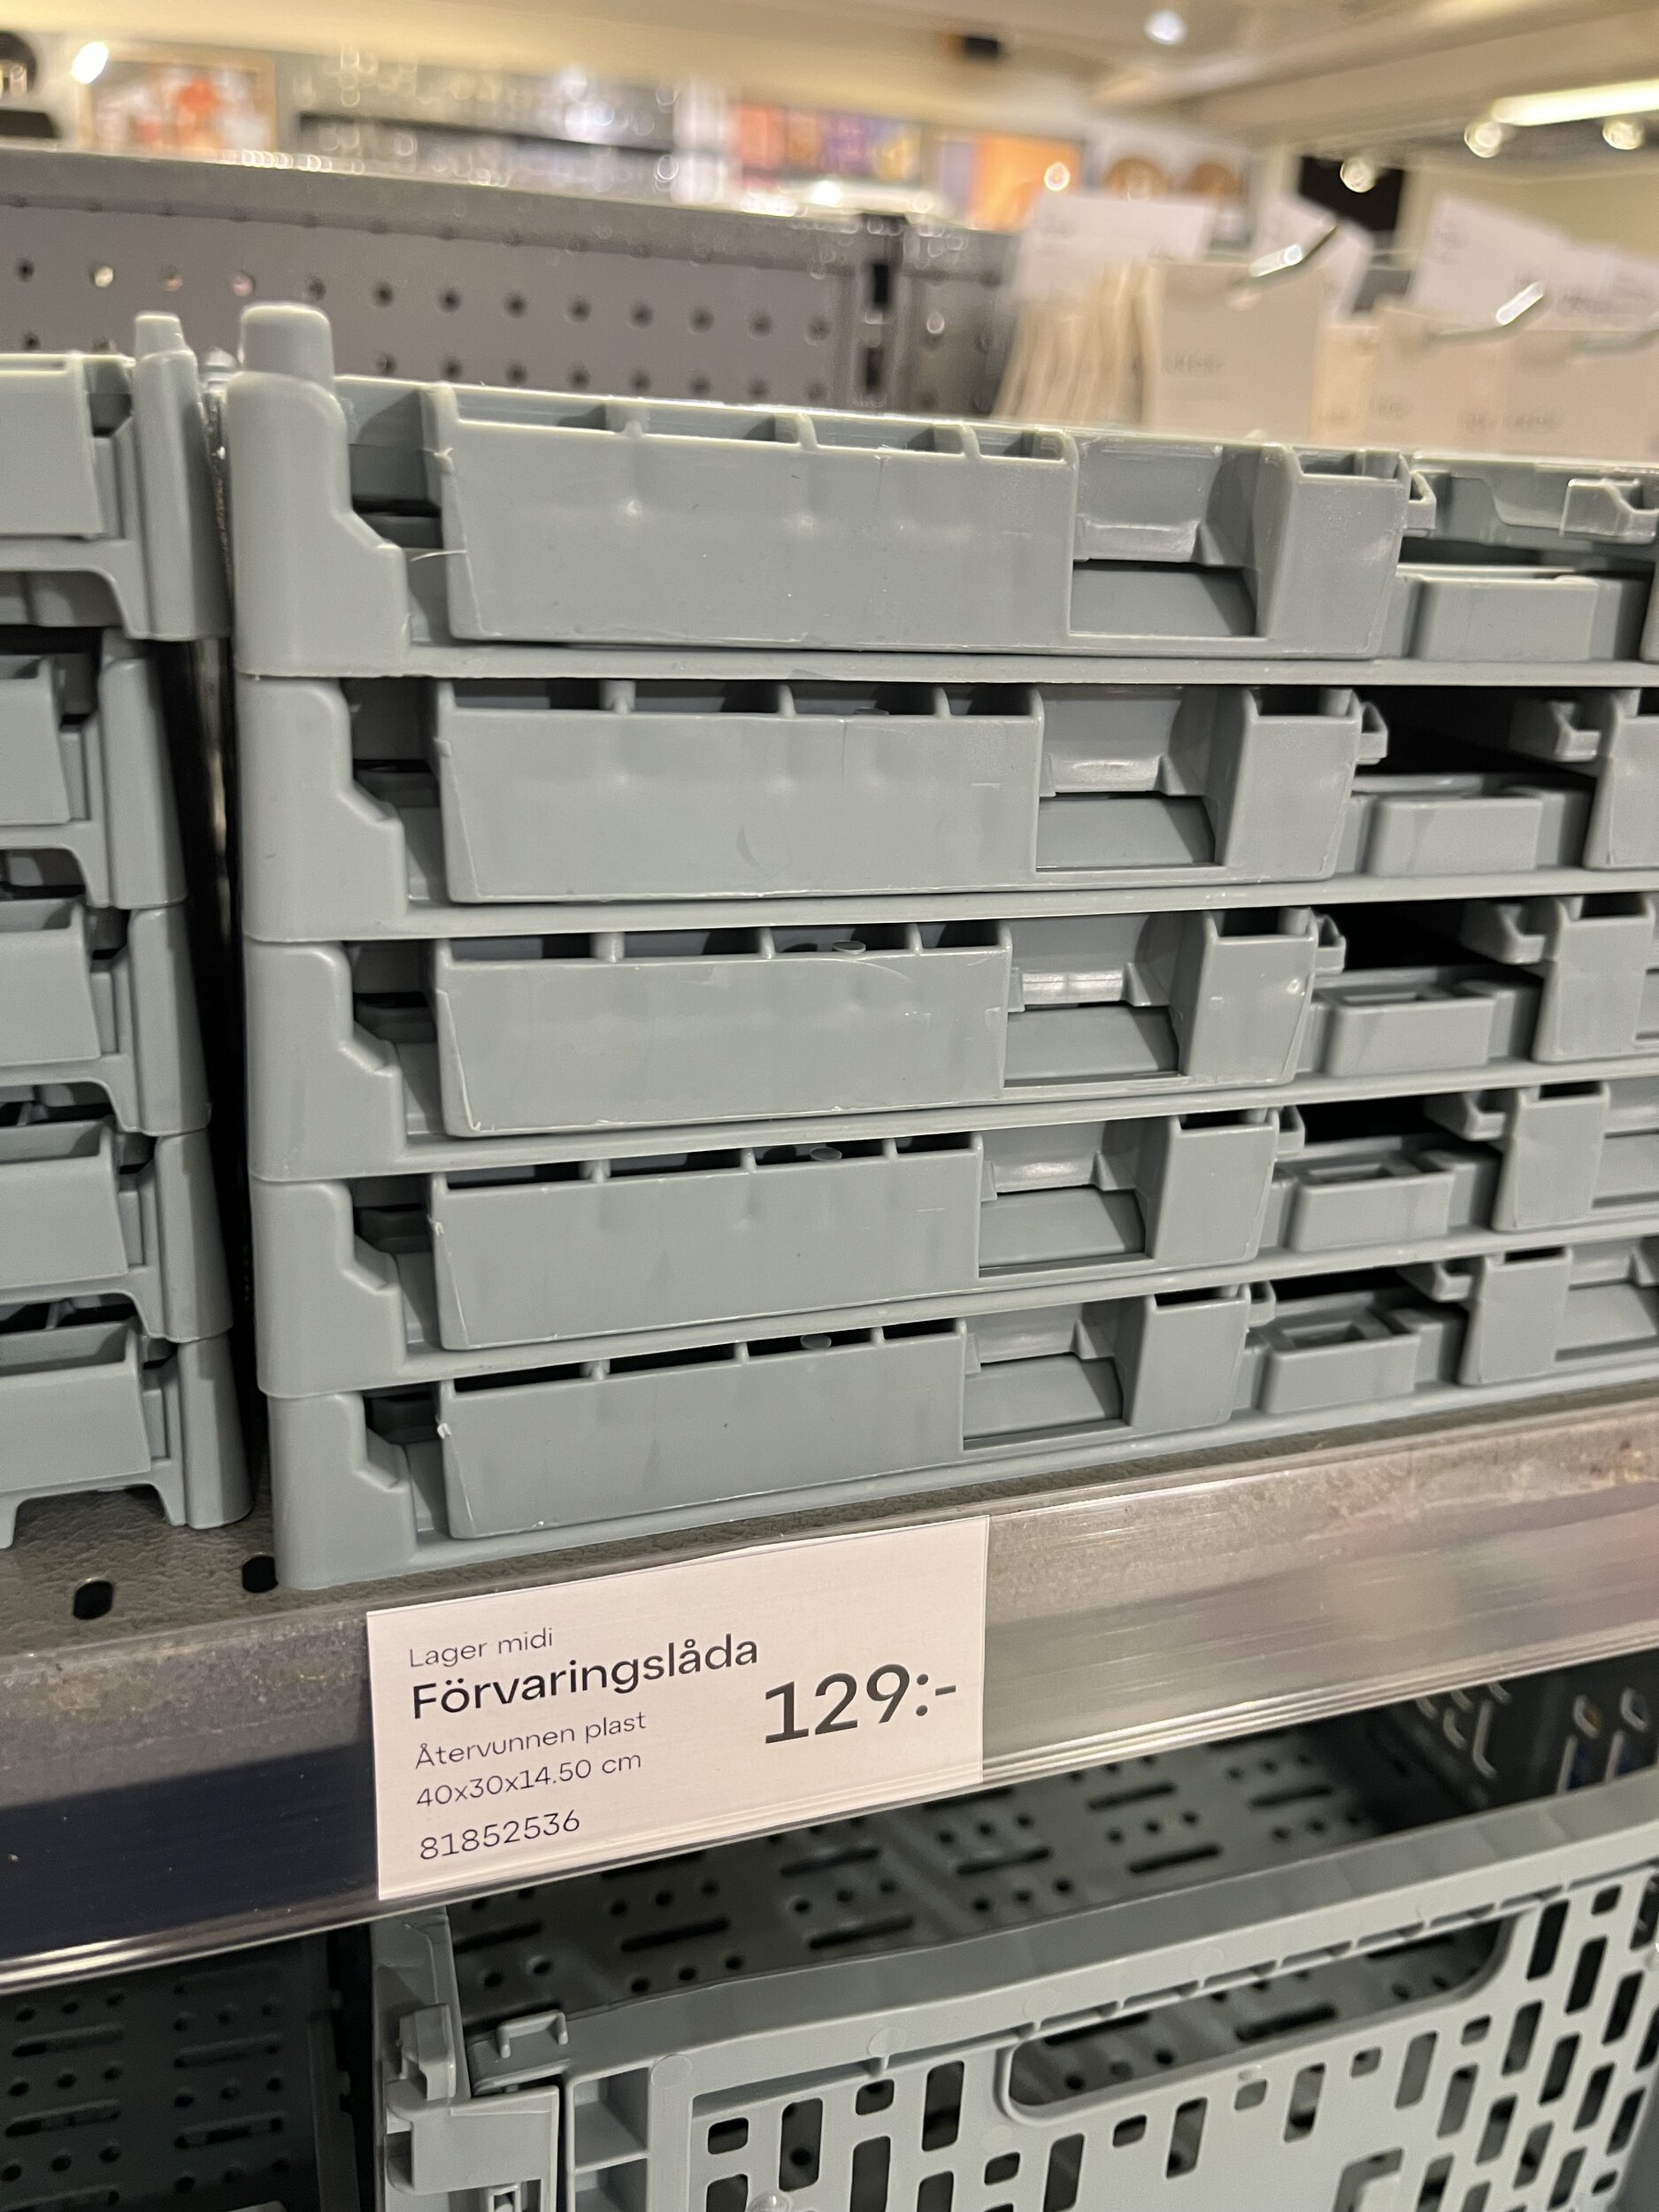 Lager midi
Förvaringslåda
129:-
Återvunnen plast
40x30x14.50 cm
81852536